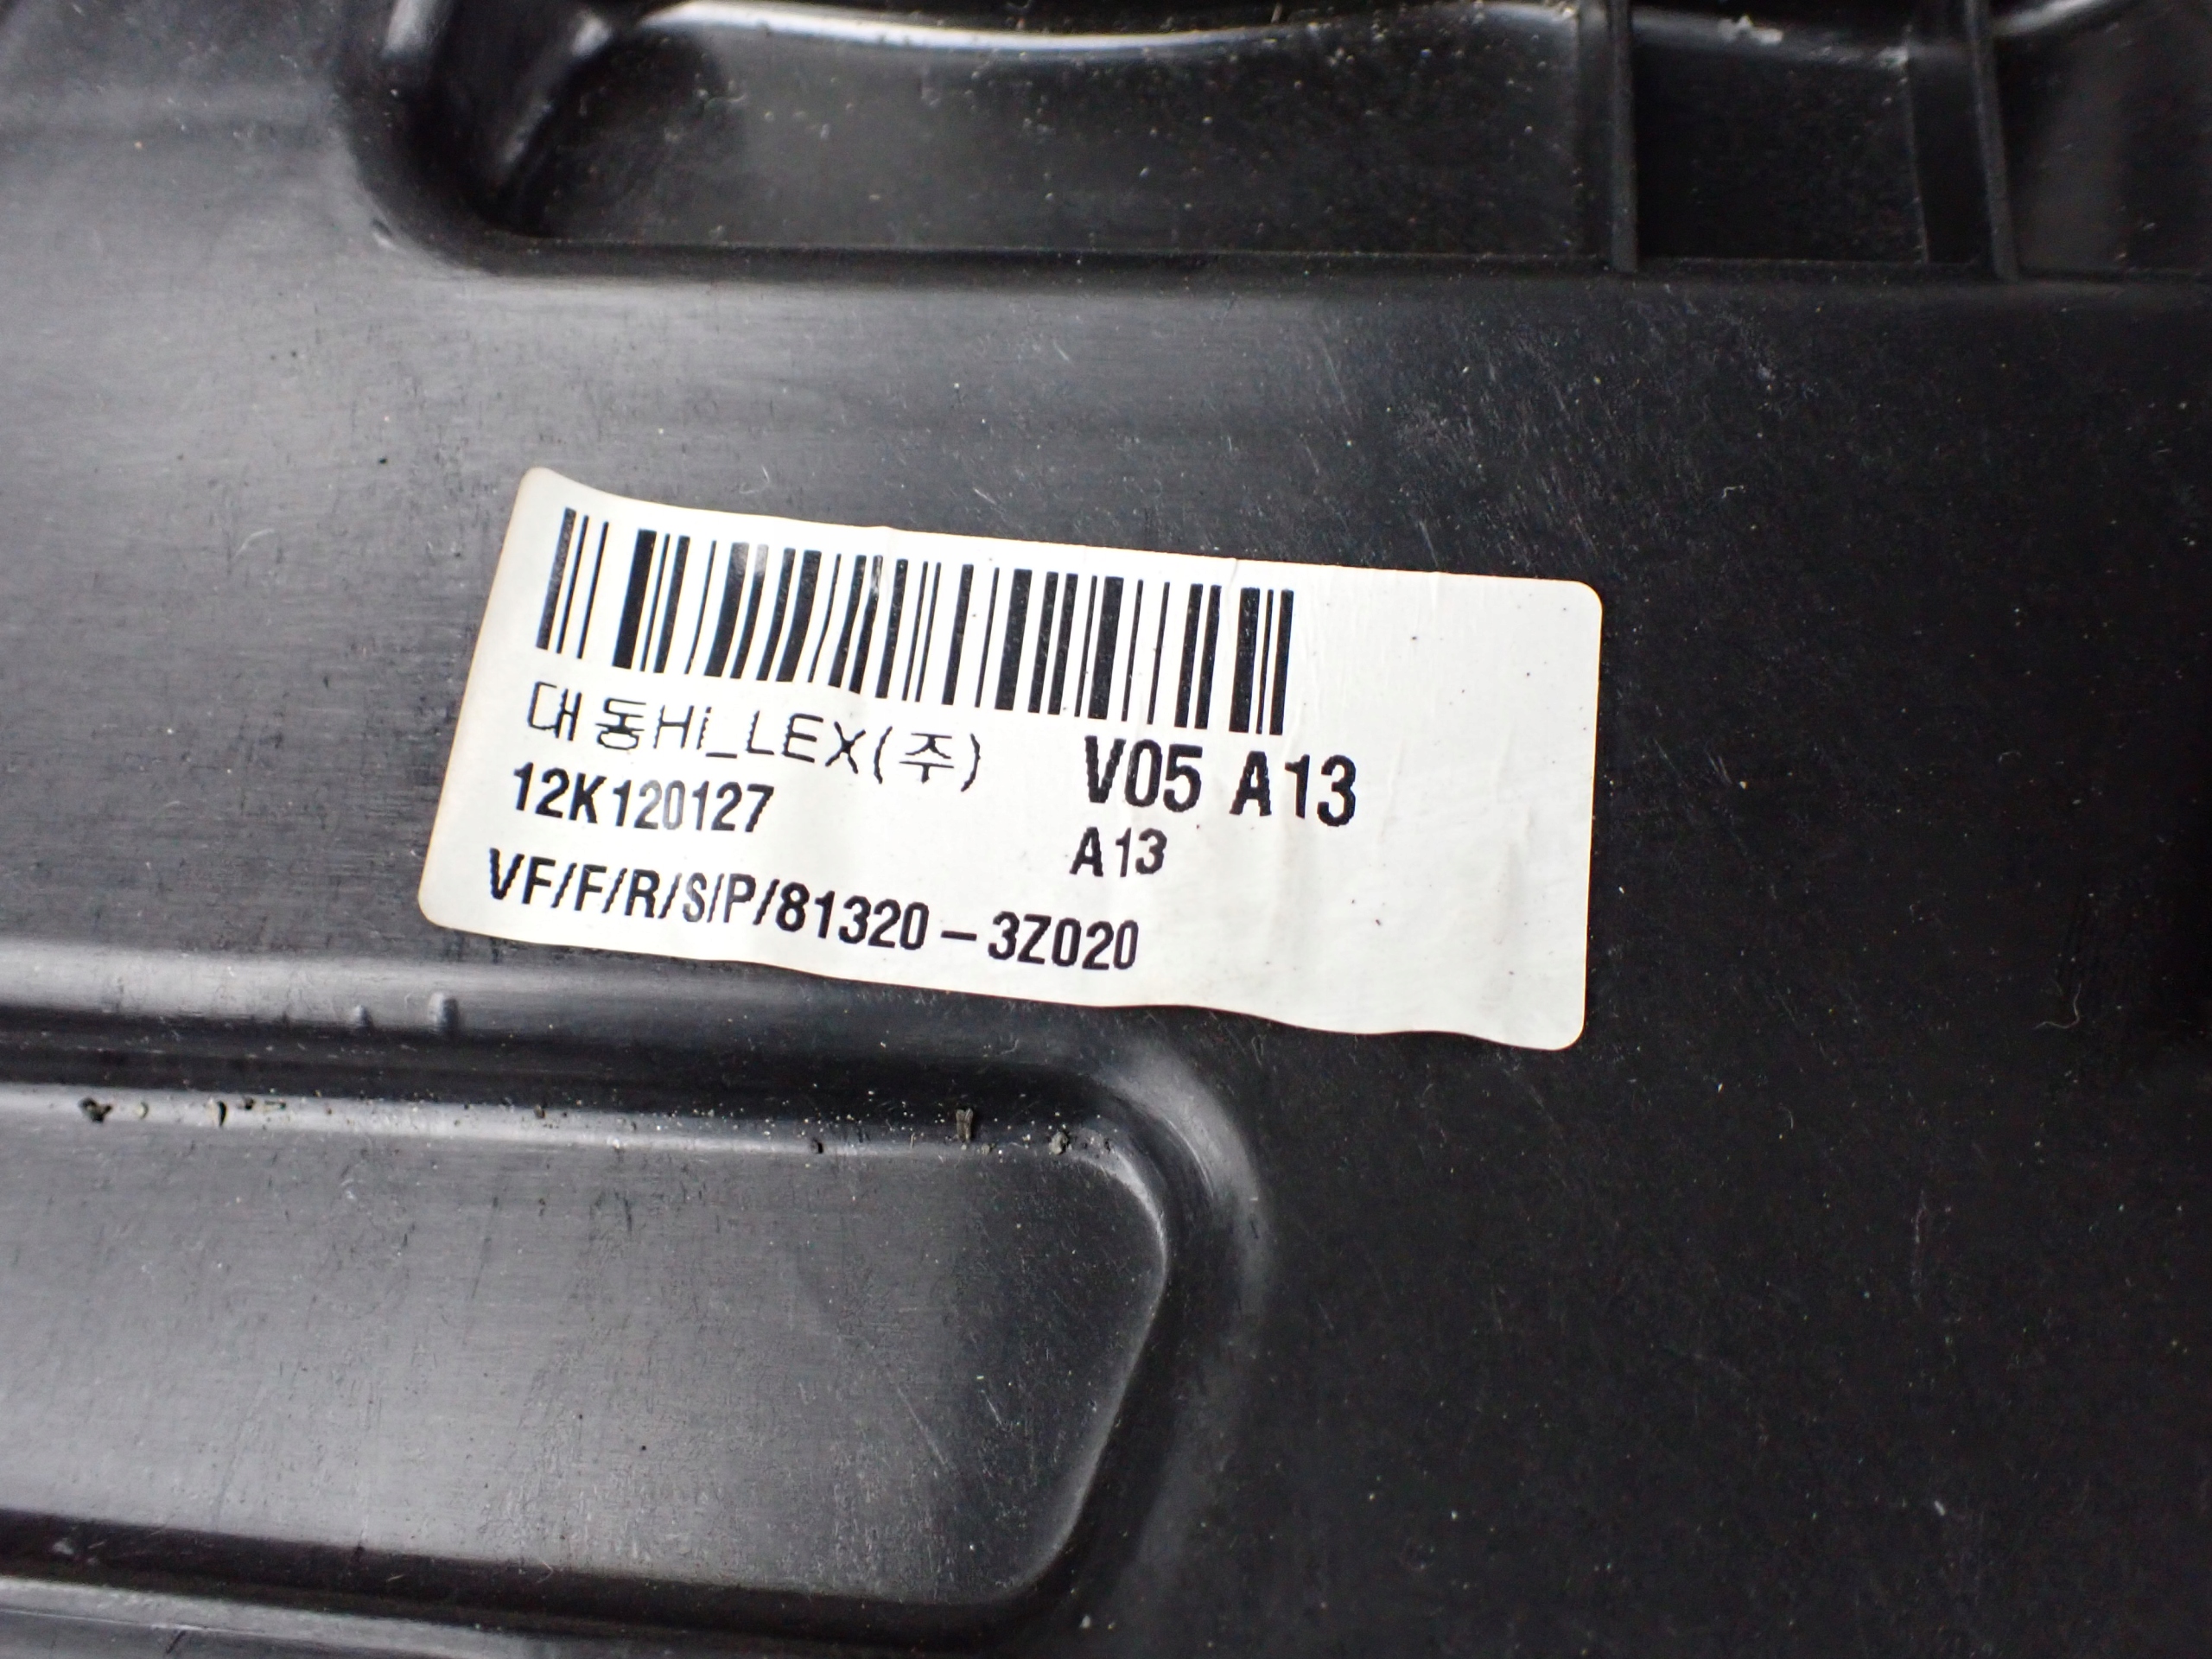 대동Hi_LEX(주)
V05 A13
12K120127
A13
VF/F/R/S/P/81320-3Z020